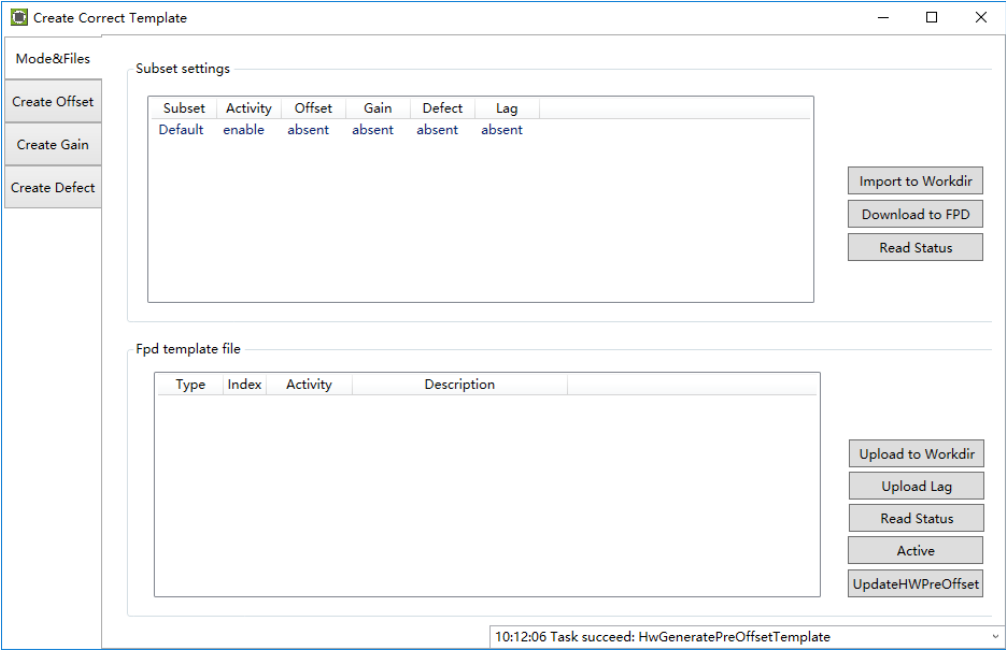 Create Correct Template
Mode&Files
Create Offset
Create Gain
Create Defect
Subset settings
Subset Activity Offset Gain Defect Lag
Default enable absent absent absent absent
Import to Workdir
Download to FPD
Read Status
Fpd template file
Type Index Activity Description
Upload to Workdir
Upload Lag
Read Status
Active
UpdateHWPreOffset
10:12:06 Task succeed: HwGeneratePreOffsetTemplate